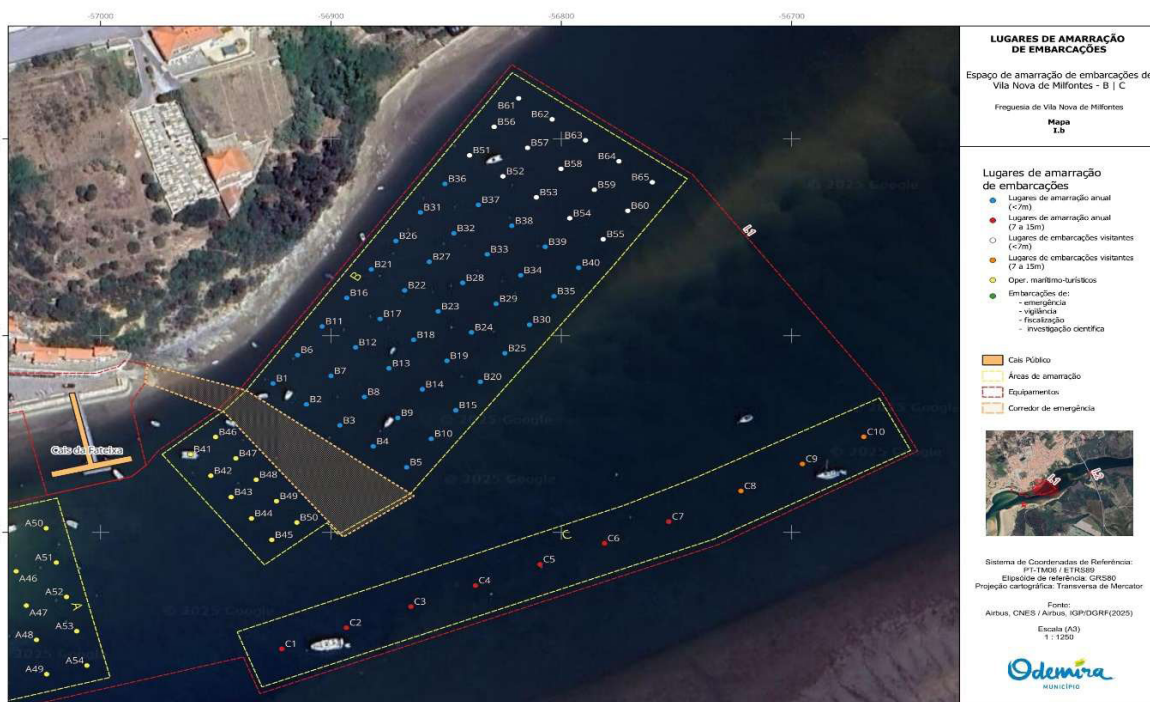 -57000
-56900
-56800
-56700
LUGARES DE AMARRAÇÃO
DE EMBARCAÇÕES
Espaço de amarração de embarcações de
Vila Nova de Milfontes - B | C
Freguesia de Vila Nova de Milfontes
Mapa
I.b
Lugares de amarração
de embarcações
Lugares de amarração anual
(<7m)
Lugares de amarração anual
(7 a 15m)
Lugares de embarcações visitantes
(<7m)
Lugares de embarcações visitantes
(7 a 15m)
Oper. marítimo-turísticos
Embarcações de:
- emergência
- vigilância
- fiscalização
- investigação científica
Cais Público
Áreas de amarração
Equipamentos
Corredor de emergência
L1
L2
Sistema de Coordenadas de Referência:
PT-TM06 / ETRS89
Elipsóide de referência: GRS80
Projeção cartográfica: Transversa de Mercator
Fonte:
Airbus, CNES / Airbus, IGP/DGRF(2025)
Escala (A3)
1 : 1250
Odemira
MUNICÍPIO
B61
B62
B56
B63
B57
B51
B64
B58
B52
B65
B36
B59
B53
B37
B60
B31
B54
B38
B32
B55
B26
B39
B33
B27
B40
B21
B34
B28
B22
B35
B16
B29
B23
B17
B30
B11
B24
B18
B12
B25
B6
B19
B13
B7
B20
B1
B14
B8
B2
B15
B9
B3
B10
B4
B5
B
L1
© 2025 Google
Cais da Fateixa
B46
B41
B47
B42
B48
B43
B49
B44
B50
B45
C10
C9
C8
C7
C6
C
C5
C4
C3
C2
C1
A50
A51
A46
A52
A47
A
A53
A48
A54
A49
© 2025 Google
© 2025 Google
© 2025 Google